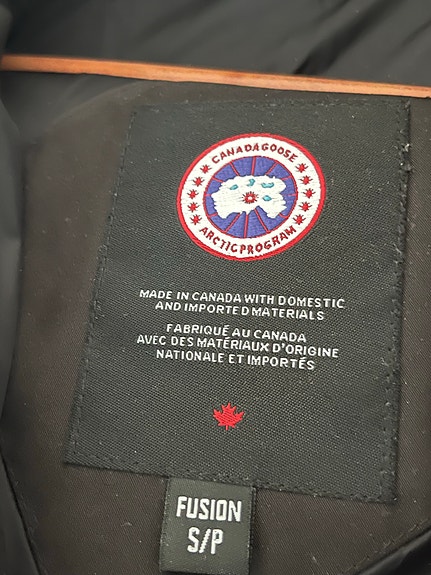 CANADA GOOSE
ARCTIC PROGRAM
MADE IN CANADA WITH DOMESTIC
AND IMPORTED MATERIALS
FABRIQUÉ AU CANADA
AVEC DES MATÉRIAUX D'ORIGINE
NATIONALE ET IMPORTÉS
FUSION
S/P